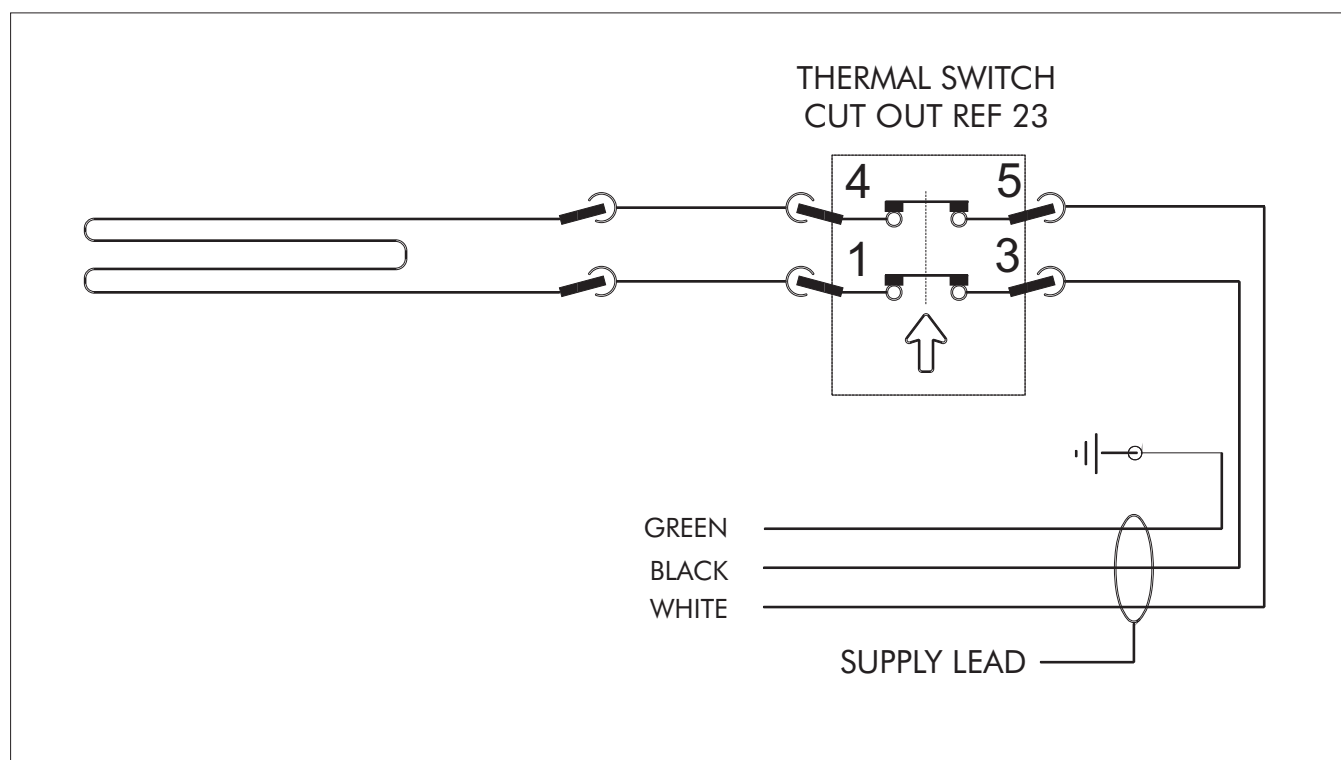 THERMAL SWITCH
CUT OUT REF 23
4 5
1 3
GREEN
BLACK
WHITE
SUPPLY LEAD